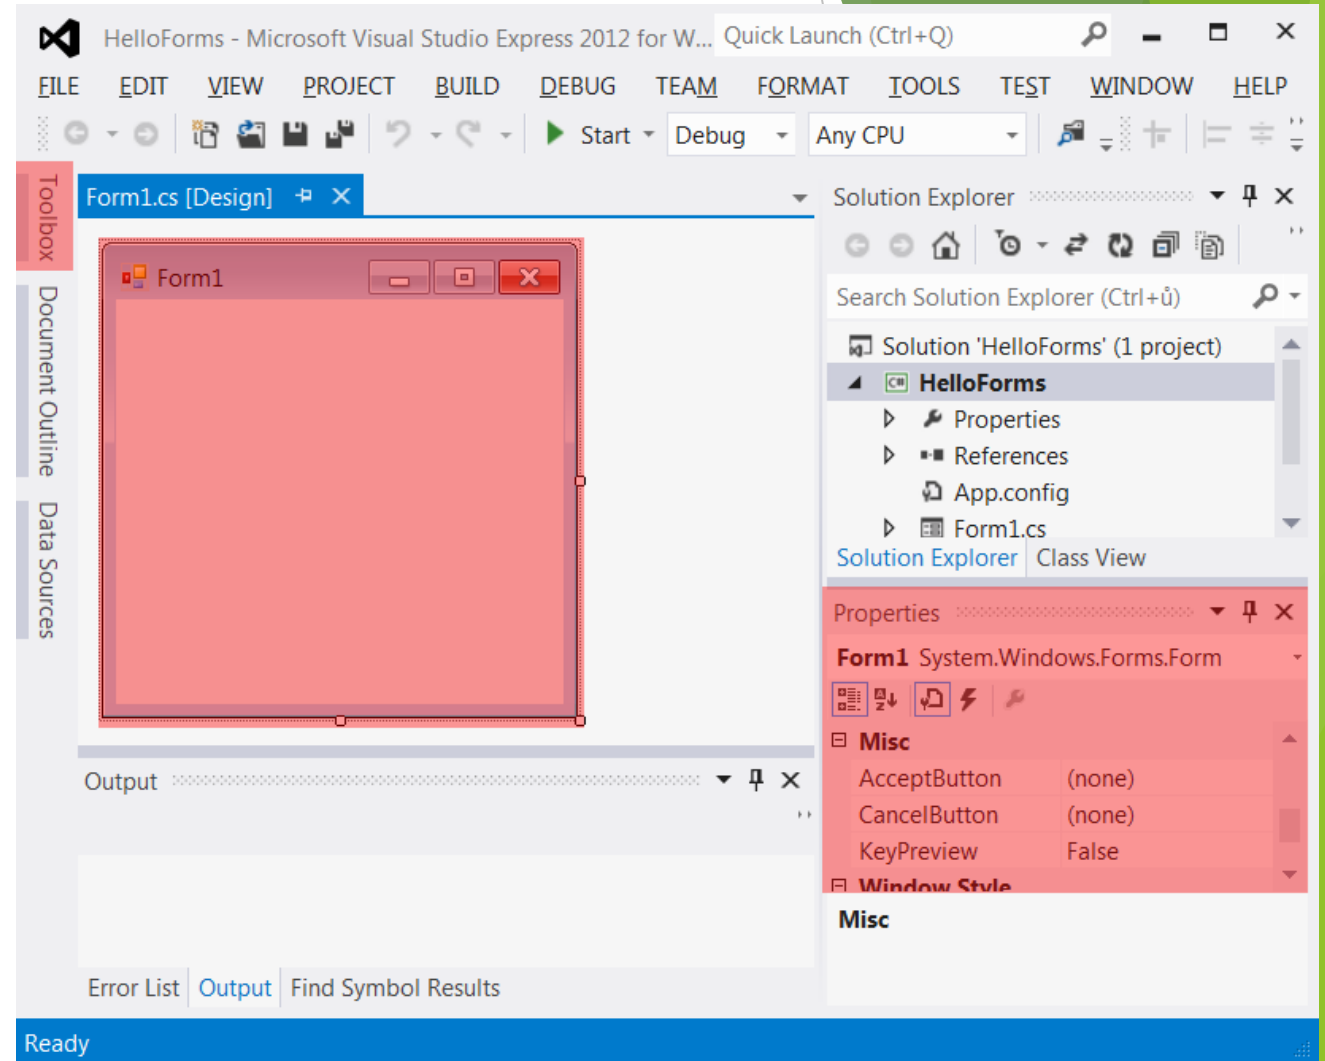 HelloForms - Microsoft Visual Studio Express 2012 for W... Quick Launch (Ctrl+Q)
FILE EDIT VIEW PROJECT BUILD DEBUG TEAM FORMAT TOOLS TEST WINDOW HELP
Start Debug Any CPU
Toolbox
Document Outline
Data Sources
Form1.cs [Design]
Form1
Output
Error List Output Find Symbol Results
Solution Explorer
Search Solution Explorer (Ctrl+ů)
Solution 'HelloForms' (1 project)
HelloForms
Properties
References
App.config
Form1.cs
Solution Explorer Class View
Properties
Form1 System.Windows.Forms.Form
Misc
AcceptButton (none)
CancelButton (none)
KeyPreview False
Window Style
Misc
Ready